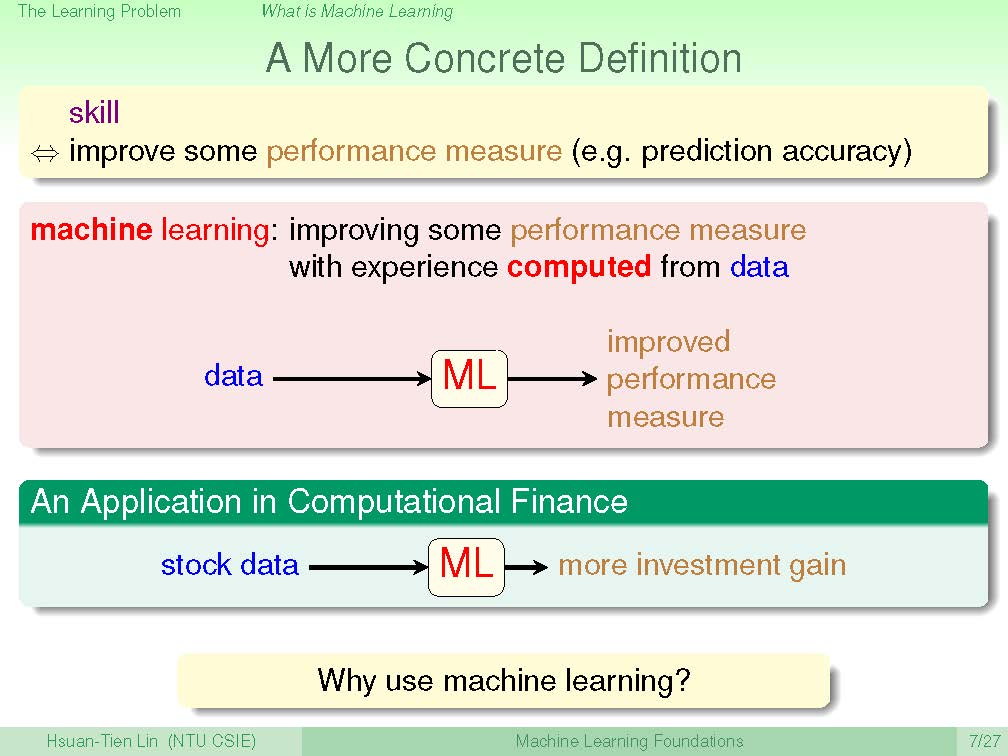 The Learning Problem
What is Machine Learning
A More Concrete Definition
skill
⇔ improve some performance measure (e.g. prediction accuracy)
machine learning: improving some performance measure
with experience computed from data
data
ML
improved
performance
measure
An Application in Computational Finance
stock data
ML
more investment gain
Why use machine learning?
Hsuan-Tien Lin (NTU CSIE)
Machine Learning Foundations
7/27